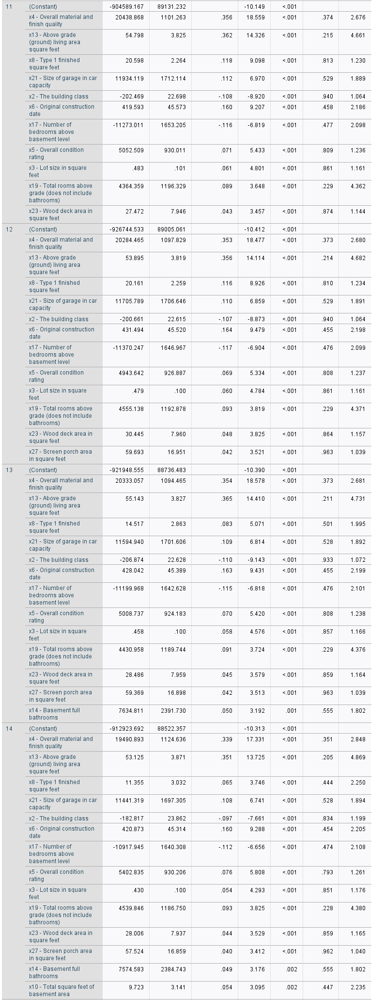 11 (Constant) -904589.167 89131.232 -10.149 <.001
x4 - Overall material and 20438.868 1101.263 .356 18.559 <.001 .374 2.676
finish quality
x13 - Above grade 54.798 3.825 .362 14.326 <.001 .215 4.661
(ground) living area
square feet
x8 - Type 1 finished 20.598 2.264 .118 9.098 <.001 .813 1.230
square feet
x21 - Size of garage in car 11934.119 1712.114 .112 6.970 <.001 .529 1.889
capacity
x2 - The building class -202.469 22.698 -.108 -8.920 <.001 .940 1.064
x6 - Original construction 419.593 45.573 .160 9.207 <.001 .458 2.186
date
x17 - Number of -11273.011 1653.205 -.116 -6.819 <.001 .477 2.098
bedrooms above
basement level
x5 - Overall condition 5052.509 930.011 .071 5.433 <.001 .809 1.236
rating
x3 - Lot size in square .483 .101 .061 4.801 <.001 .861 1.161
feet
x19 - Total rooms above 4364.359 1196.329 .089 3.648 <.001 .229 4.362
grade (does not include
bathrooms)
x23 - Wood deck area in 27.472 7.946 .043 3.457 <.001 .874 1.144
square feet
12 (Constant) -926744.533 89005.061 -10.412 <.001
x4 - Overall material and 20284.465 1097.829 .353 18.477 <.001 .373 2.680
finish quality
x13 - Above grade 53.895 3.819 .356 14.114 <.001 .214 4.682
(ground) living area
square feet
x8 - Type 1 finished 20.161 2.259 .116 8.926 <.001 .810 1.234
square feet
x21 - Size of garage in car 11705.789 1706.646 .110 6.859 <.001 .529 1.891
capacity
x2 - The building class -200.661 22.615 -.107 -8.873 <.001 .940 1.064
x6 - Original construction 431.494 45.520 .164 9.479 <.001 .455 2.198
date
x17 - Number of -11370.247 1646.967 -.117 -6.904 <.001 .476 2.099
bedrooms above
basement level
x5 - Overall condition 4943.642 926.887 .069 5.334 <.001 .808 1.237
rating
x3 - Lot size in square .479 .100 .060 4.784 <.001 .861 1.161
feet
x19 - Total rooms above 4555.138 1192.878 .093 3.819 <.001 .229 4.371
grade (does not include
bathrooms)
x23 - Wood deck area in 30.445 7.960 .048 3.825 <.001 .864 1.157
square feet
x27 - Screen porch area 59.693 16.951 .042 3.521 <.001 .963 1.039
in square feet
13 (Constant) -921948.555 88736.483 -10.390 <.001
x4 - Overall material and 20333.057 1094.465 .354 18.578 <.001 .373 2.681
finish quality
x13 - Above grade 55.143 3.827 .365 14.410 <.001 .211 4.731
(ground) living area
square feet
x8 - Type 1 finished 14.517 2.863 .083 5.071 <.001 .501 1.995
square feet
x21 - Size of garage in car 11594.940 1701.606 .109 6.814 <.001 .528 1.892
capacity
x2 - The building class -206.874 22.628 -.110 -9.143 <.001 .933 1.072
x6 - Original construction 428.042 45.389 .163 9.431 <.001 .455 2.199
date
x17 - Number of -11199.968 1642.628 -.115 -6.818 <.001 .476 2.101
bedrooms above
basement level
x5 - Overall condition 5008.737 924.183 .070 5.420 <.001 .808 1.238
rating
x3 - Lot size in square .458 .100 .058 4.576 <.001 .857 1.166
feet
x19 - Total rooms above 4430.958 1189.744 .091 3.724 <.001 .229 4.376
grade (does not include
bathrooms)
x23 - Wood deck area in 28.486 7.959 .045 3.579 <.001 .859 1.164
square feet
x27 - Screen porch area 59.369 16.898 .042 3.513 <.001 .963 1.039
in square feet
x14 - Basement full 7634.811 2391.730 .050 3.192 .001 .555 1.802
bathrooms
14 (Constant) -912923.692 88522.357 -10.313 <.001
x4 - Overall material and 19490.893 1124.636 .339 17.331 <.001 .351 2.848
finish quality
x13 - Above grade 53.125 3.871 .351 13.725 <.001 .205 4.869
(ground) living area
square feet
x8 - Type 1 finished 11.355 3.032 .065 3.746 <.001 .444 2.250
square feet
x21 - Size of garage in car 11441.319 1697.305 .108 6.741 <.001 .528 1.894
capacity
x2 - The building class -182.817 23.862 -.097 -7.661 <.001 .834 1.199
x6 - Original construction 420.873 45.314 .160 9.288 <.001 .454 2.205
date
x17 - Number of -10917.945 1640.308 -.112 -6.656 <.001 .474 2.108
bedrooms above
basement level
x5 - Overall condition 5402.835 930.206 .076 5.808 <.001 .793 1.261
rating
x3 - Lot size in square .430 .100 .054 4.293 <.001 .851 1.176
feet
x19 - Total rooms above 4539.846 1186.750 .093 3.825 <.001 .228 4.380
grade (does not include
bathrooms)
x23 - Wood deck area in 28.006 7.937 .044 3.529 <.001 .859 1.165
square feet
x27 - Screen porch area 57.524 16.859 .040 3.412 <.001 .962 1.040
in square feet
x14 - Basement full 7574.583 2384.743 .049 3.176 .002 .555 1.802
bathrooms
x10 - Total square feet of 9.723 3.141 .054 3.095 .002 .447 2.235
basement area